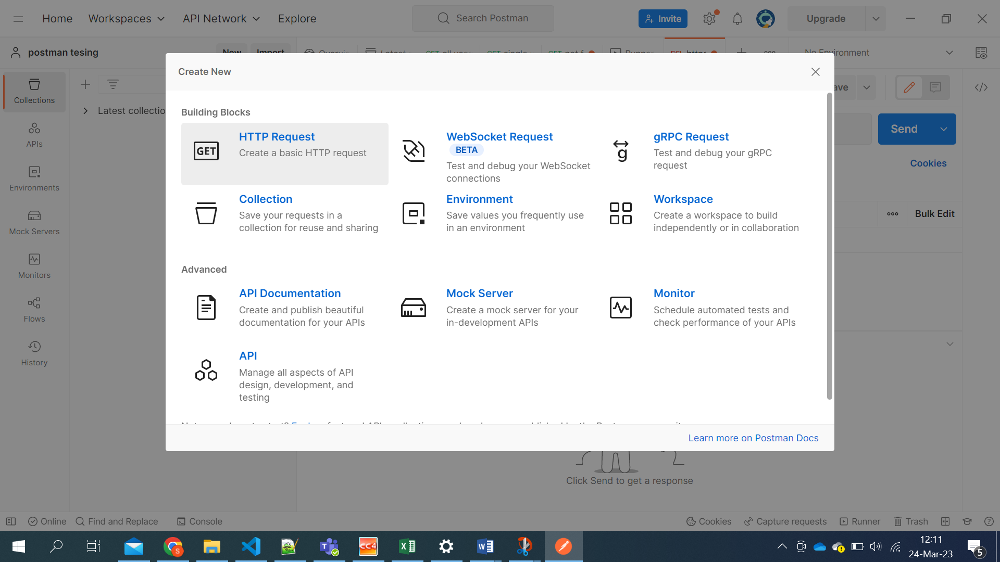 Home
Workspaces
API Network
Explore
Search Postman
Invite
Upgrade
postman tesing
New
Import
No Environment
Create New
Collections
Latest collectio
APIs
Environments
Mock Servers
Monitors
Flows
History
Building Blocks
GET
HTTP Request
Create a basic HTTP request
WebSocket Request
BETA
Test and debug your WebSocket
connections
g
gRPC Request
Test and debug your gRPC
request
Collection
Save your requests in a
collection for reuse and sharing
Environment
Save values you frequently use
in an environment
Workspace
Create a workspace to build
independently or in collaboration
Advanced
API Documentation
Create and publish beautiful
documentation for your APIs
Mock Server
Create a mock server for your
in-development APIs
Monitor
Schedule automated tests and
check performance of your APIs
API
Manage all aspects of API
design, development, and
testing
Learn more on Postman Docs
ave
Send
Cookies
Bulk Edit
Click Send to get a response
Online
Find and Replace
Console
Cookies
Capture requests
Runner
Trash
S
CC4
12:11
24-Mar-23
5